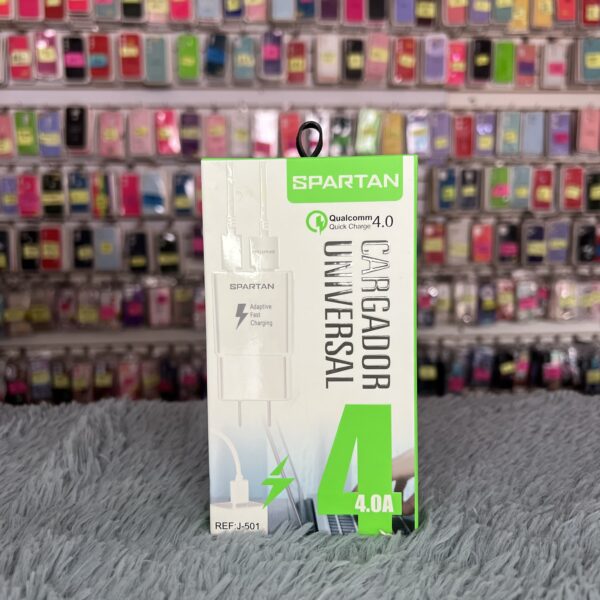 SPARTAN
Qualcomm
Quick Charge 4.0
CARGADOR
UNIVERSAL
SPARTAN
Adaptive
Fast
Charging
4
4.0A
REF:J-501